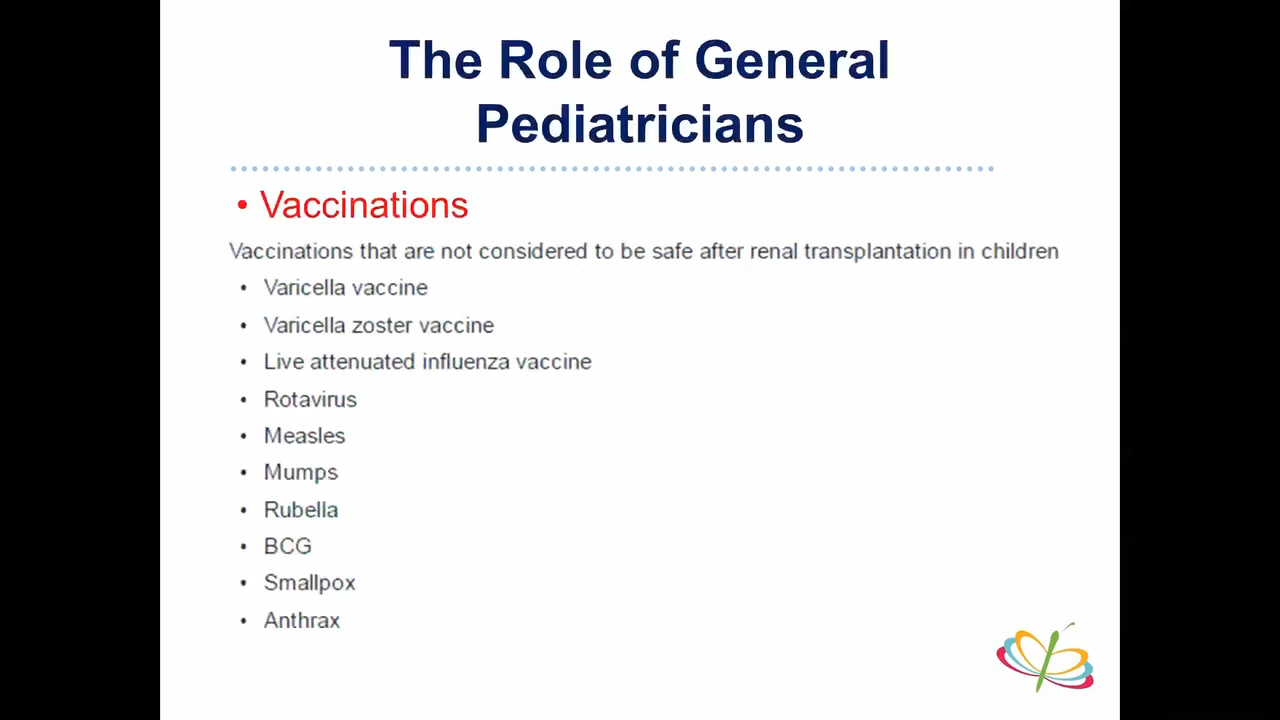 The Role of General
Pediatricians
• Vaccinations
Vaccinations that are not considered to be safe after renal transplantation in children
• Varicella vaccine
• Varicella zoster vaccine
• Live attenuated influenza vaccine
• Rotavirus
• Measles
• Mumps
• Rubella
• BCG
• Smallpox
• Anthrax